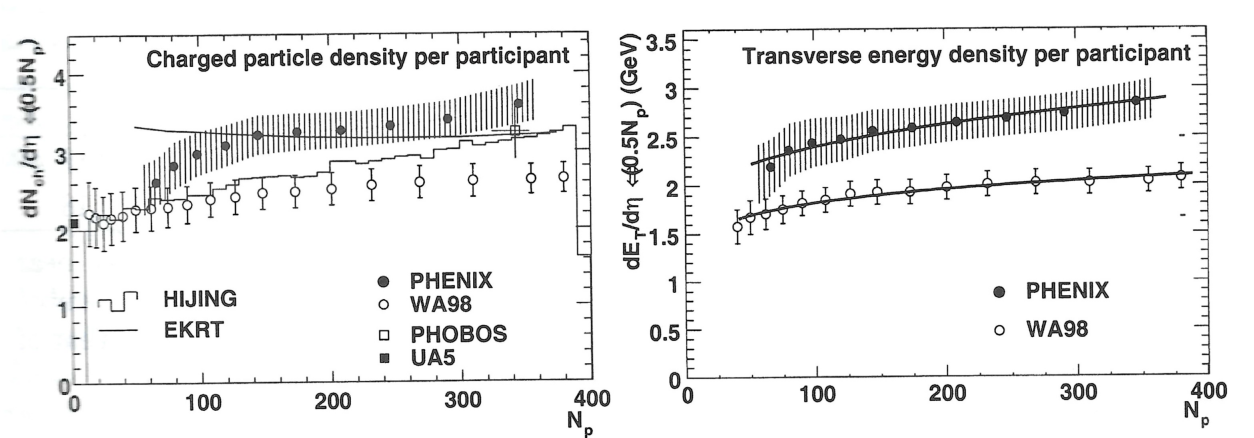 Charged particle density per participant
dN_ch/dη ÷(0.5N_p)
4
3
2
1
0
HIJING
EKRT
PHENIX
WA98
PHOBOS
UA5
0 100 200 300 400
N_p
Transverse energy density per participant
dE_T/dη ÷(0.5N_p) (GeV)
3.5
3
2.5
2
1.5
1
0.5
0
PHENIX
WA98
0 100 200 300 400
N_p